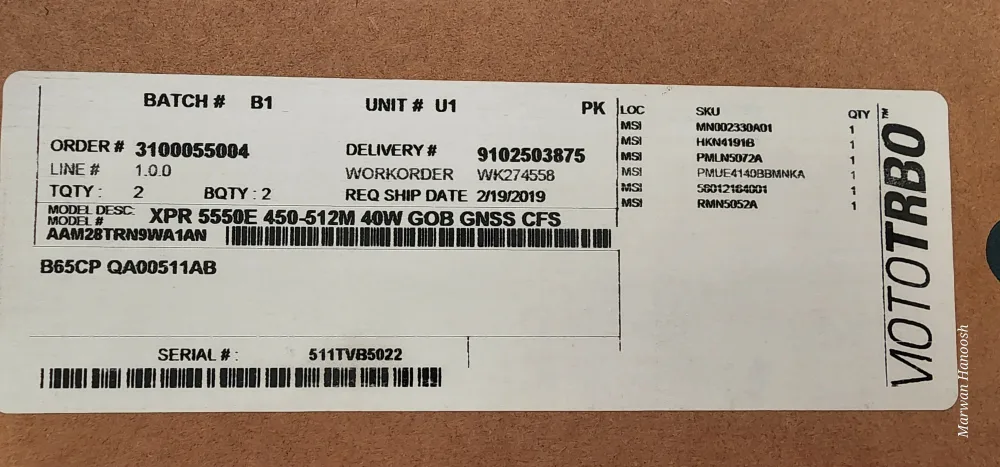 BATCH # B1 UNIT # U1 PK
ORDER # 3100055004 DELIVERY # 9102503875
LINE # 1.0.0 WORKORDER WK274558
TQTY : 2 BQTY : 2 REQ SHIP DATE 2/19/2019
MODEL DESC: XPR 5550E 450-512M 40W GOB GNSS CFS
MODEL #
AAM28TRN9WA1AN
B65CP QA00511AB
SERIAL # : 511TVB5022
LOC SKU QTY
MSI MN002330A01 1
MSI HKN4191B 1
MSI PMLN5072A 1
MSI PMUE4140BBMNKA 1
MSI 56012164001 1
MSI RMN5052A 1
MOTOTRBO™
Marwan Hanoosh